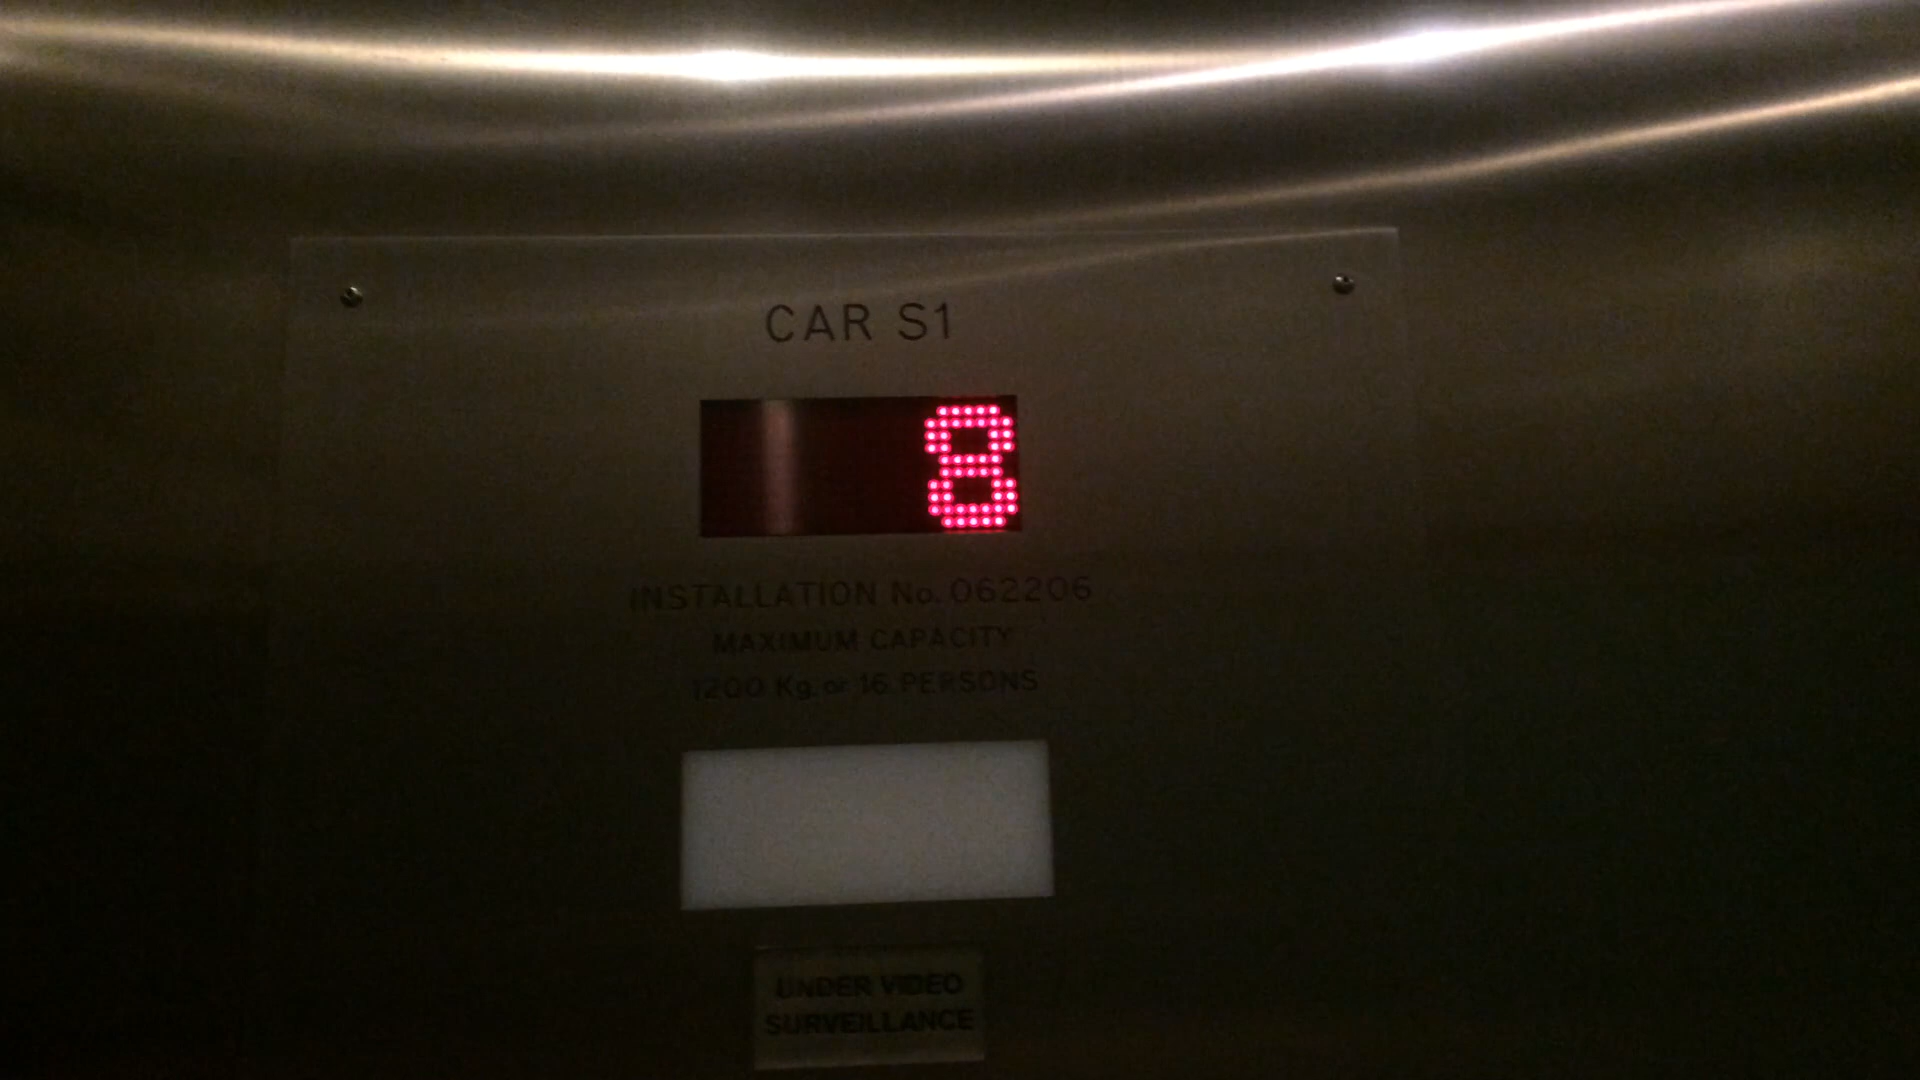 CAR S1
8
INSTALLATION No. 062206
MAXIMUM CAPACITY
1200 Kg. or 16 PERSONS
UNDER VIDEO
SURVEILLANCE